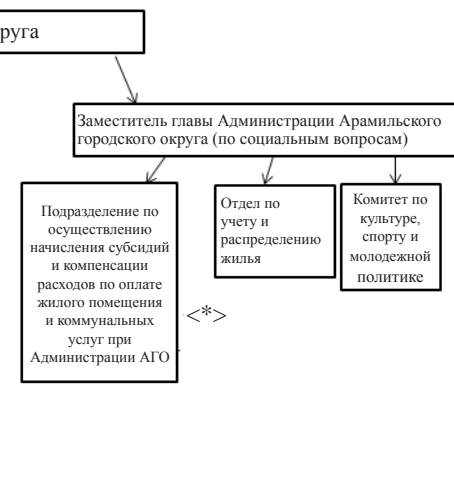 руга
Заместитель главы Администрации Арамильского
городского округа (по социальным вопросам)
Подразделение по
осуществлению
начисления субсидий
и компенсации
расходов по оплате
жилого помещения
и коммунальных
услуг при
Администрации АГО
<*>
Отдел по
учету и
распределению
жилья
Комитет по
культуре,
спорту и
молодежной
политике